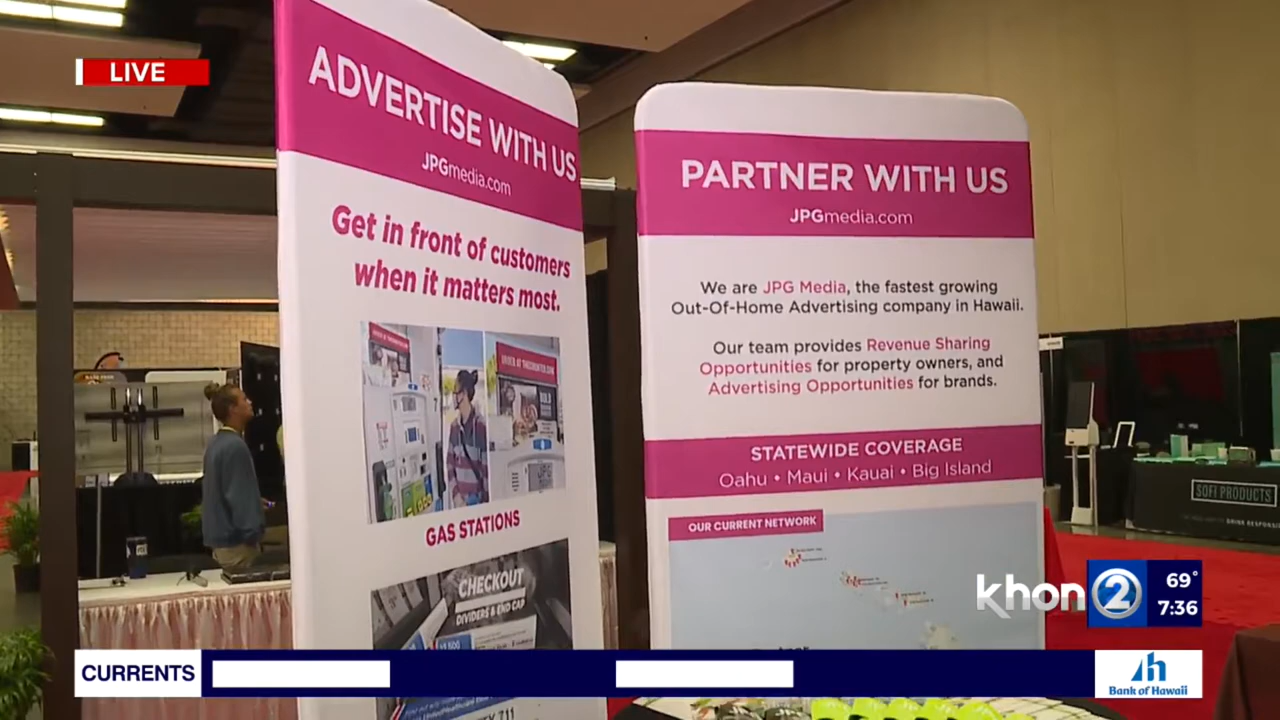 LIVE
ADVERTISE WITH US
JPGmedia.com
Get in front of customers
when it matters most.
GAS STATIONS
CHECKOUT
DIVIDERS & END CAP
PARTNER WITH US
JPGmedia.com
We are JPG Media, the fastest growing
Out-Of-Home Advertising company in Hawaii.
Our team provides Revenue Sharing
Opportunities for property owners, and
Advertising Opportunities for brands.
STATEWIDE COVERAGE
Oahu • Maui • Kauai • Big Island
OUR CURRENT NETWORK
SOFI PRODUCTS
khon 2
69°
7:36
CURRENTS
Bank of Hawaii